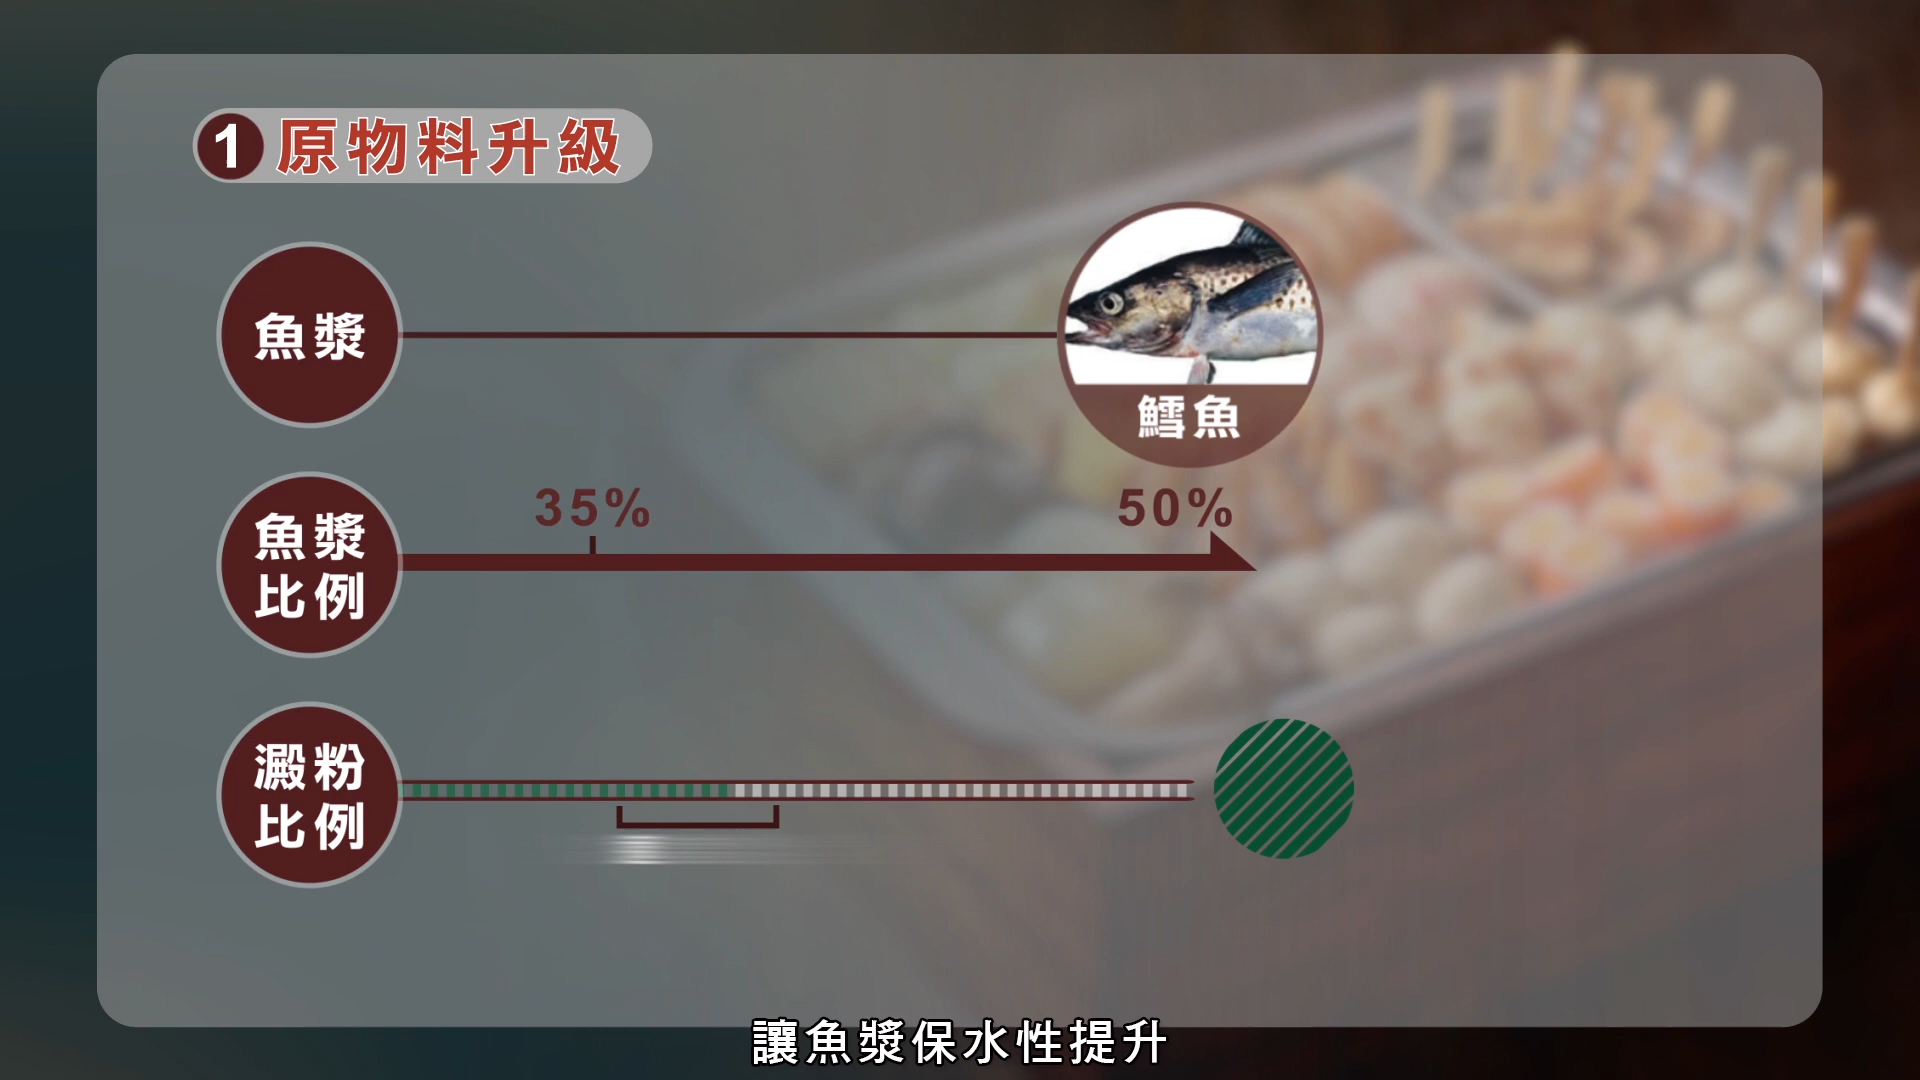 1 原物料升級
魚漿
鱈魚
魚漿
比例
35%
50%
澱粉
比例
讓魚漿保水性提升